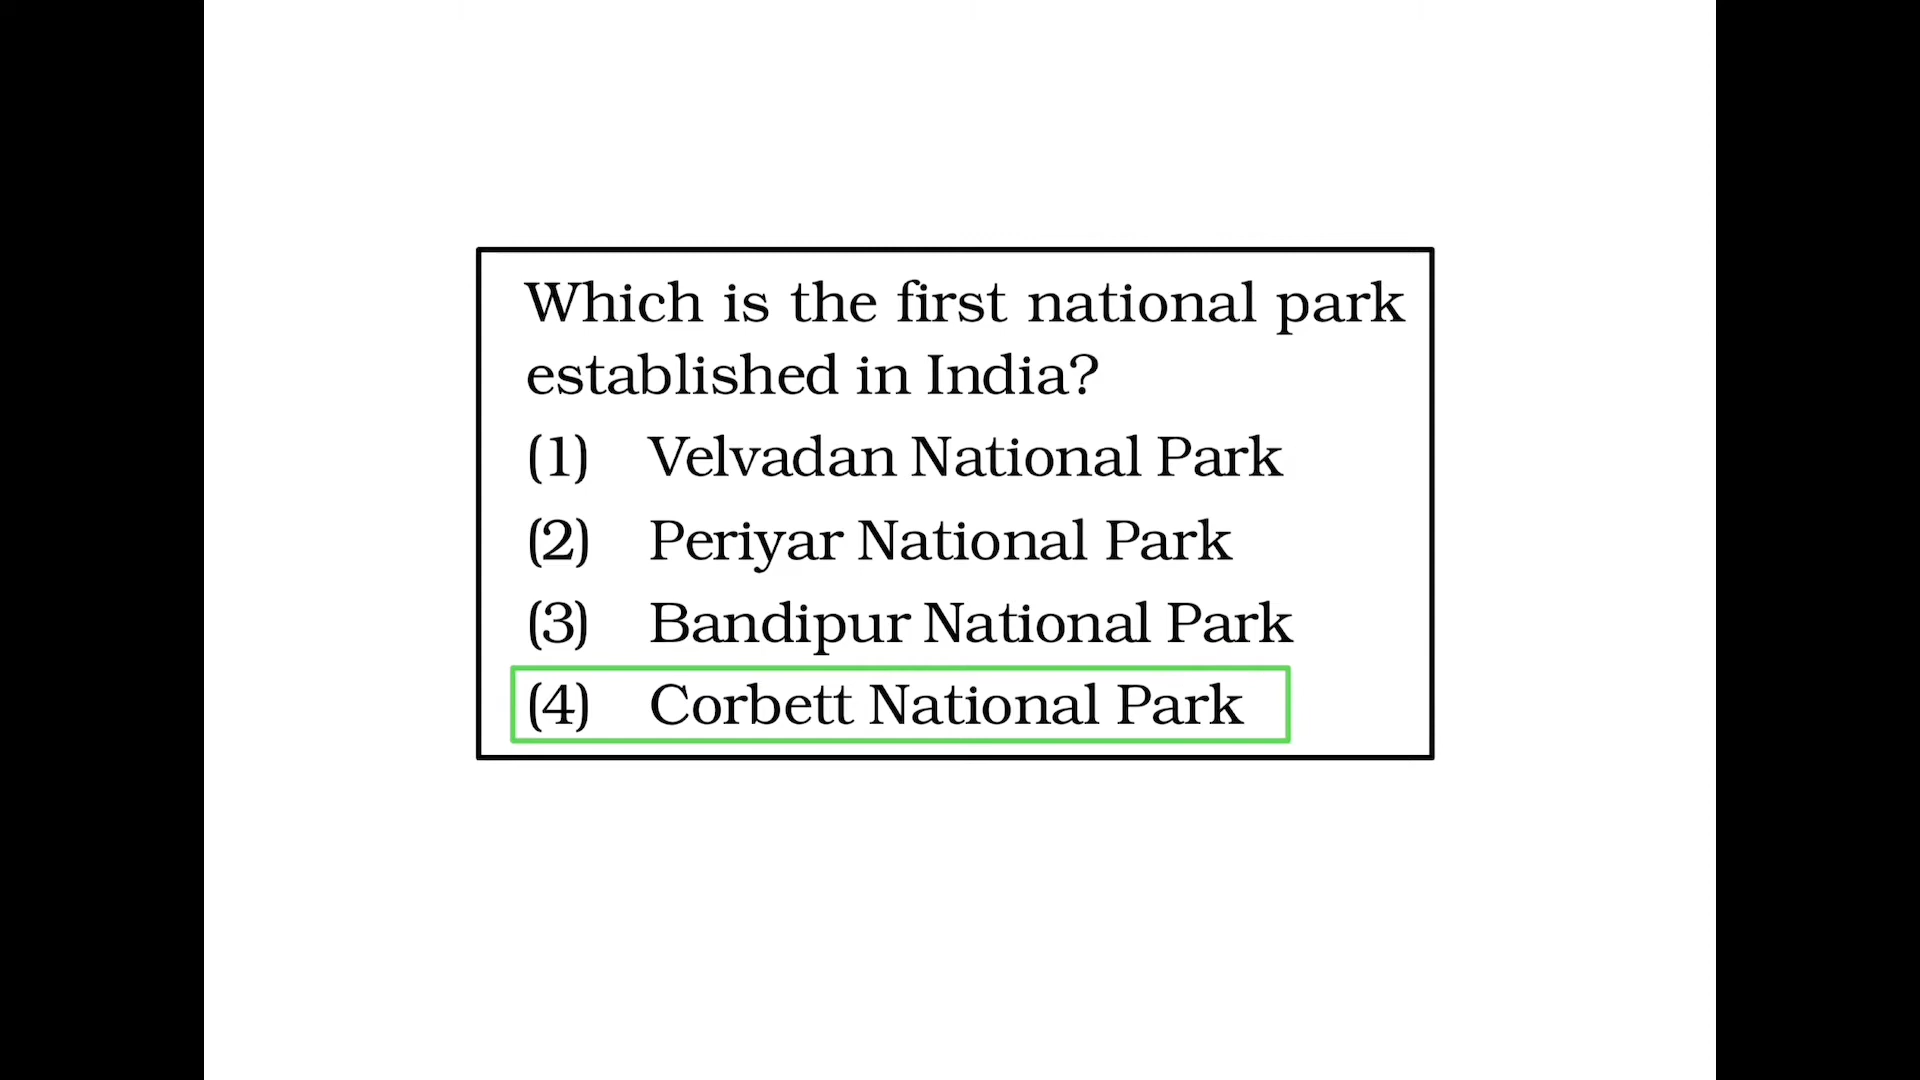 Which is the first national park
established in India?
(1) Velvadan National Park
(2) Periyar National Park
(3) Bandipur National Park
(4) Corbett National Park